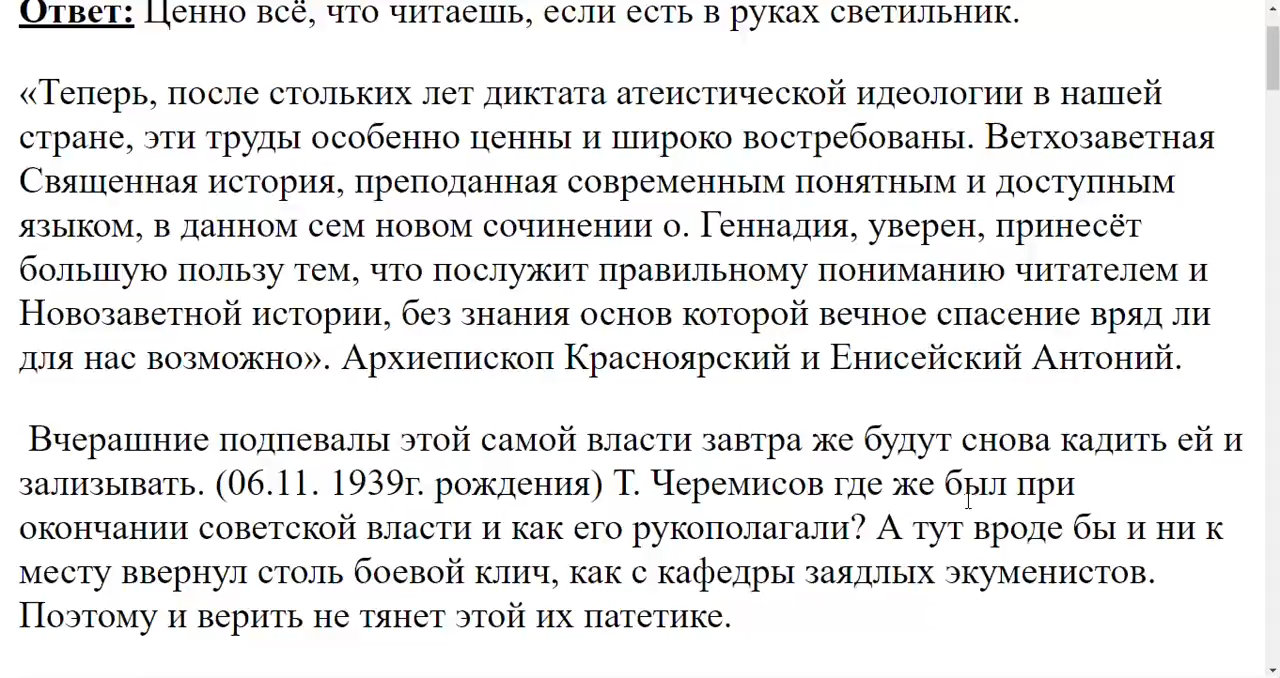 Ответ: Ценно всё, что читаешь, если есть в руках светильник.
«Теперь, после стольких лет диктата атеистической идеологии в нашей
стране, эти труды особенно ценны и широко востребованы. Ветхозаветная
Священная история, преподанная современным понятным и доступным
языком, в данном сем новом сочинении о. Геннадия, уверен, принесёт
большую пользу тем, что послужит правильному пониманию читателем и
Новозаветной истории, без знания основ которой вечное спасение вряд ли
для нас возможно». Архиепископ Красноярский и Енисейский Антоний.
Вчерашние подпевалы этой самой власти завтра же будут снова кадить ей и
зализывать. (06.11. 1939г. рождения) Т. Черемисов где же был при
окончании советской власти и как его рукополагали? А тут вроде бы и ни к
месту ввернул столь боевой клич, как с кафедры заядлых экуменистов.
Поэтому и верить не тянет этой их патетике.